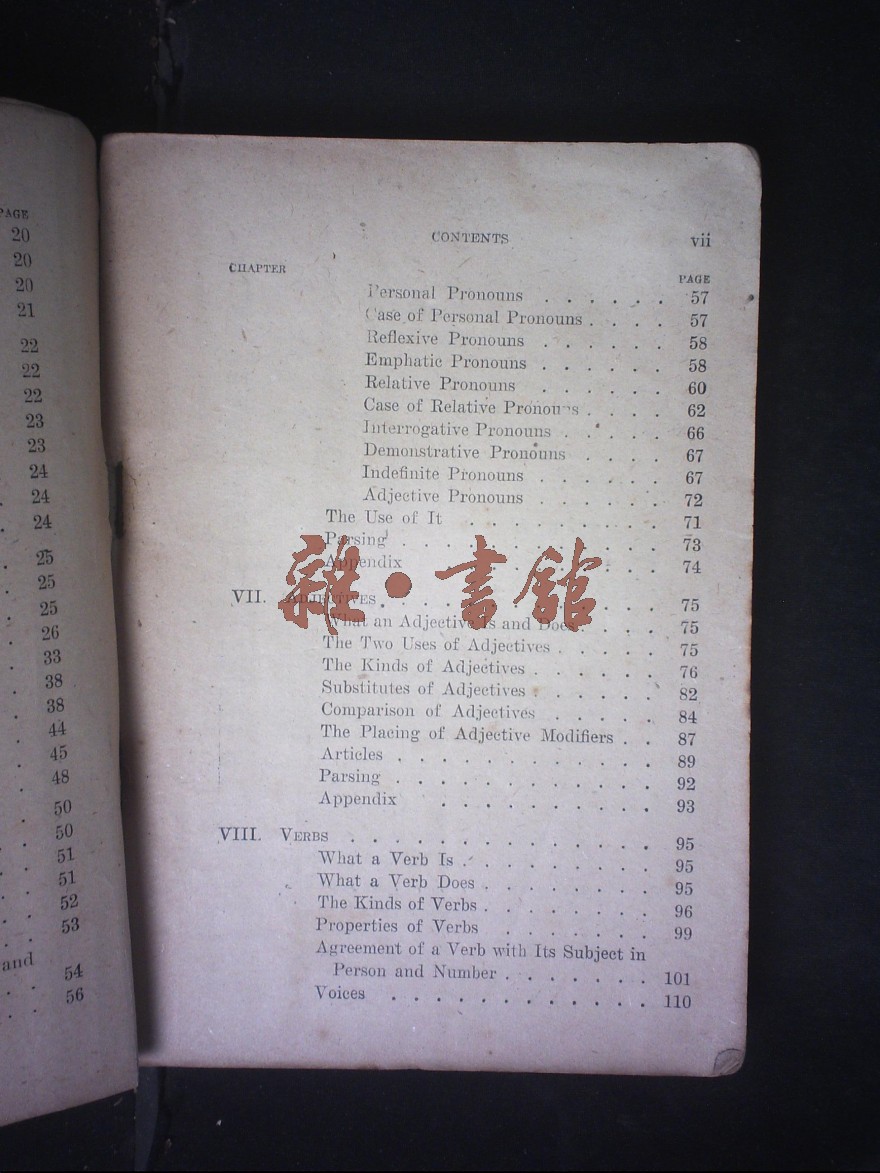 PAGE
20
20
20
21
22
22
22
23
23
24
24
24
25
25
25
26
33
38
38
44
45
48
50
50
51
51
52
53
and
54
56
CONTENTS vii
CHAPTER PAGE
Personal Pronouns . . . . . . 57
Case of Personal Pronouns . . . . 57
Reflexive Pronouns . . . . . . 58
Emphatic Pronouns . . . . . . 58
Relative Pronouns . . . . . . 60
Case of Relative Pronouns . . . . 62
Interrogative Pronouns . . . . . 66
Demonstrative Pronouns . . . . 67
Indefinite Pronouns . . . . . . 67
Adjective Pronouns . . . . . . 72
The Use of It . . . . . . . . . 71
Parsing . . . . . . . . . . . . 73
Appendix . . . . . . . . . . . 74
雜•書館
VII. ADJECTIVES . . . . . . . . . . . . 75
What an Adjective Is and Does . . . . 75
The Two Uses of Adjectives . . . . . 75
The Kinds of Adjectives . . . . . . 76
Substitutes of Adjectives . . . . . . 82
Comparison of Adjectives . . . . . 84
The Placing of Adjective Modifiers . . 87
Articles . . . . . . . . . . . . 89
Parsing . . . . . . . . . . . . 92
Appendix . . . . . . . . . . 93
VIII. VERBS . . . . . . . . . . . . . . 95
What a Verb Is . . . . . . . . . 95
What a Verb Does . . . . . . . . 95
The Kinds of Verbs . . . . . . . . 96
Properties of Verbs . . . . . . . 99
Agreement of a Verb with Its Subject in
Person and Number . . . . . . . 101
Voices . . . . . . . . . . . . 110